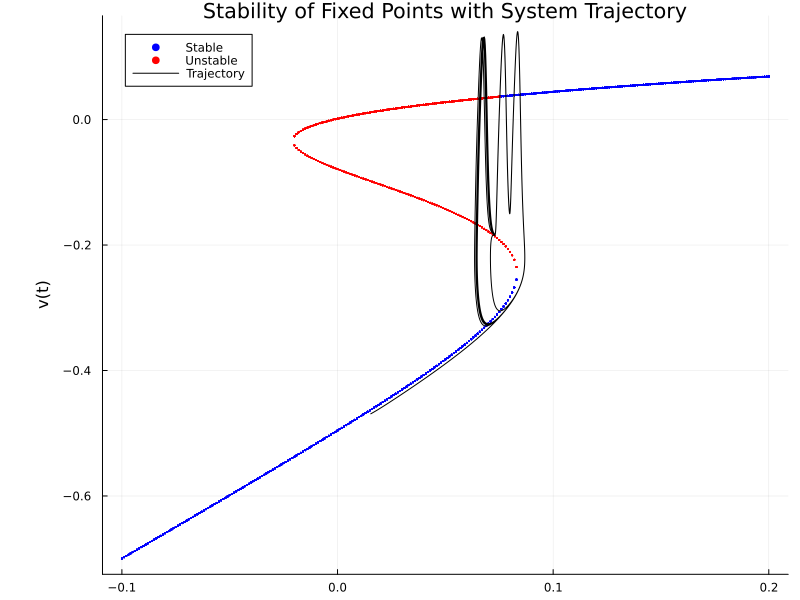 Stability of Fixed Points with System Trajectory
Stable
Unstable
Trajectory
v(t)
0.0
−0.2
−0.4
−0.6
−0.1
0.0
0.1
0.2